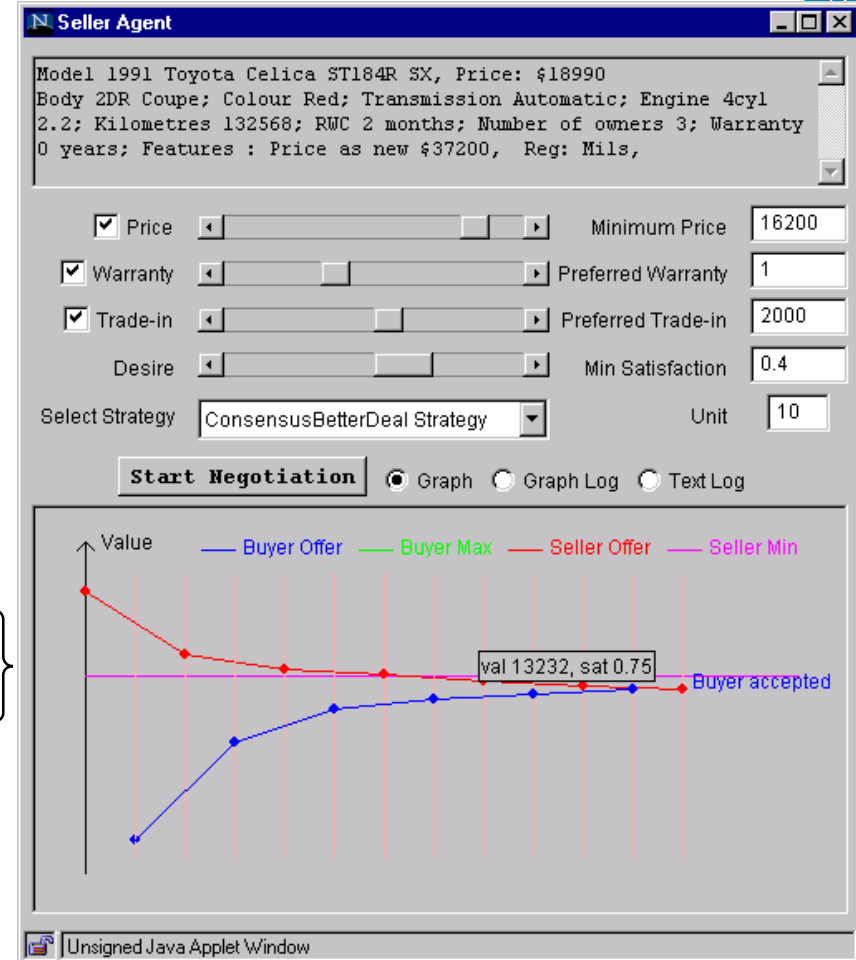 Seller Agent
Model 1991 Toyota Celica ST184R SX, Price: $18990
Body 2DR Coupe; Colour Red; Transmission Automatic; Engine 4cyl
2.2; Kilometres 132568; RWC 2 months; Number of owners 3; Warranty
0 years; Features : Price as new $37200,  Reg: Mils,
Price Minimum Price 16200
Warranty Preferred Warranty 1
Trade-in Preferred Trade-in 2000
Desire Min Satisfaction 0.4
Select Strategy ConsensusBetterDeal Strategy Unit 10
Start Negotiation Graph Graph Log Text Log
Value Buyer Offer Buyer Max Seller Offer Seller Min
val 13232, sat 0.75
Buyer accepted
Unsigned Java Applet Window